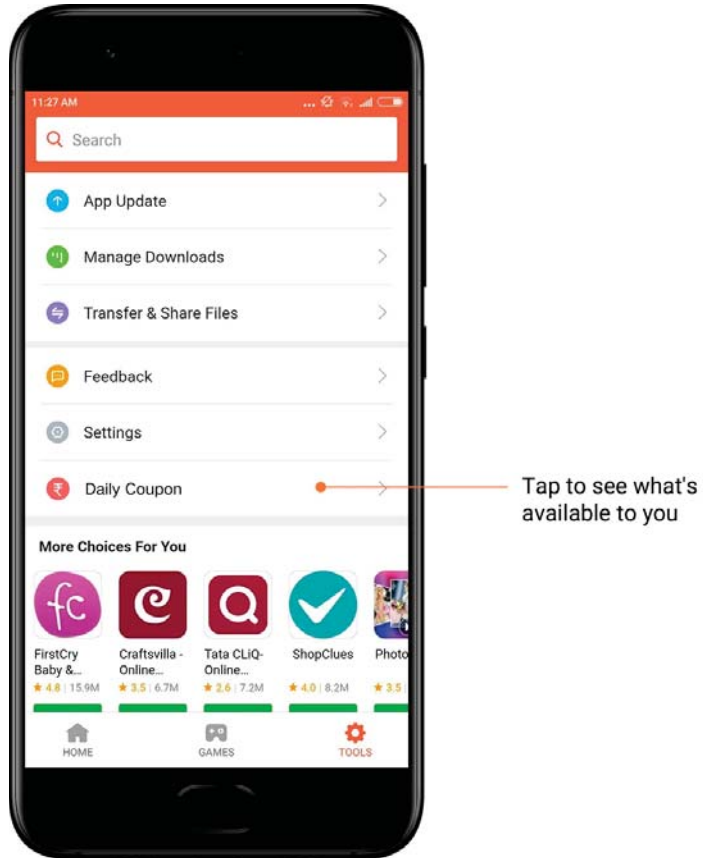 11:27 AM
Search
App Update
Manage Downloads
Transfer & Share Files
Feedback
Settings
₹ Daily Coupon
Tap to see what's
available to you
More Choices For You
fc
Q
FirstCry
Baby &...
★ 4.8 | 15.9M
Craftsvilla -
Online...
★ 3.5 | 6.7M
Tata CLiQ-
Online...
★ 2.6 | 7.2M
ShopClues
★ 4.0 | 8.2M
Photo
★ 3.5 |
HOME
GAMES
TOOLS